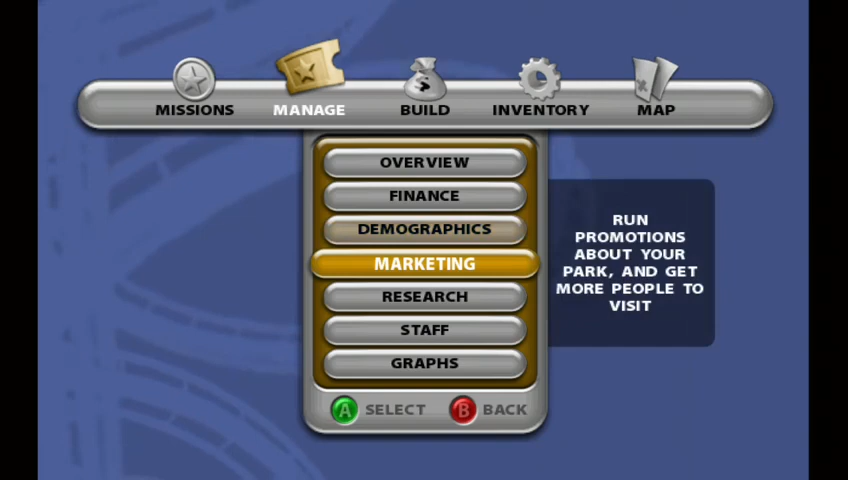 MISSIONS MANAGE BUILD INVENTORY MAP
OVERVIEW
FINANCE
DEMOGRAPHICS
MARKETING
RESEARCH
STAFF
GRAPHS
A SELECT B BACK
RUN
PROMOTIONS
ABOUT YOUR
PARK, AND GET
MORE PEOPLE TO
VISIT